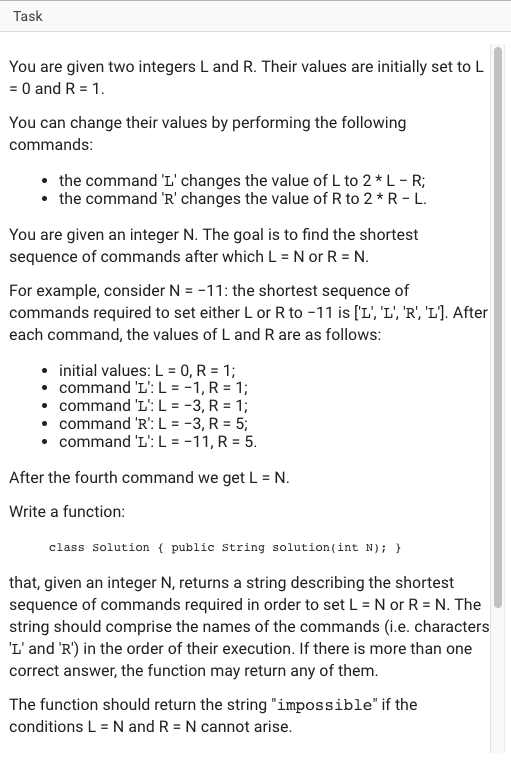 Task
You are given two integers L and R. Their values are initially set to L
= 0 and R = 1.
You can change their values by performing the following
commands:
• the command 'L' changes the value of L to 2 * L − R;
• the command 'R' changes the value of R to 2 * R − L.
You are given an integer N. The goal is to find the shortest
sequence of commands after which L = N or R = N.
For example, consider N = −11: the shortest sequence of
commands required to set either L or R to −11 is ['L', 'L', 'R', 'L']. After
each command, the values of L and R are as follows:
• initial values: L = 0, R = 1;
• command 'L': L = −1, R = 1;
• command 'L': L = −3, R = 1;
• command 'R': L = −3, R = 5;
• command 'L': L = −11, R = 5.
After the fourth command we get L = N.
Write a function:
class Solution { public String solution(int N); }
that, given an integer N, returns a string describing the shortest
sequence of commands required in order to set L = N or R = N. The
string should comprise the names of the commands (i.e. characters
'L' and 'R') in the order of their execution. If there is more than one
correct answer, the function may return any of them.
The function should return the string "impossible" if the
conditions L = N and R = N cannot arise.